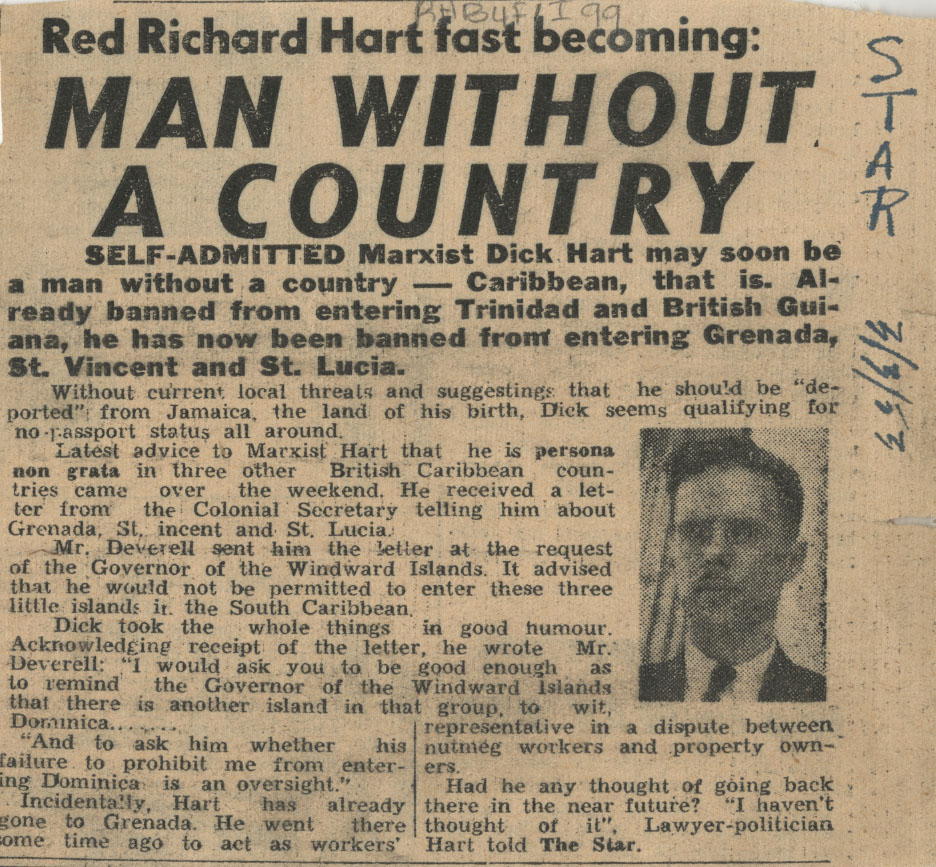 Red Richard Hart fast becoming:
MAN WITHOUT
A COUNTRY
SELF-ADMITTED Marxist Dick Hart may soon be
a man without a country — Caribbean, that is. Al-
ready banned from entering Trinidad and British Gui-
ana, he has now been banned from entering Grenada,
St. Vincent and St. Lucia.
Without current local threats and suggestings that he should be "de-
ported" from Jamaica, the land of his birth, Dick seems qualifying for
no-passport status all around.
Latest advice to Marxist Hart that he is persona
non grata in three other British Caribbean coun-
tries came over the weekend. He received a let-
ter from the Colonial Secretary telling him about
Grenada, St. incent and St. Lucia.
Mr. Deverell sent him the letter at the request
of the Governor of the Windward Islands. It advised
that he would not be permitted to enter these three
little islands in the South Caribbean.
Dick took the whole things in good humour.
Acknowledging receipt of the letter, he wrote Mr.
Deverell: "I would ask you to be good enough as
to remind the Governor of the Windward Islands
that there is another island in that group, to wit,
Dominica.......
"And to ask him whether his
failure to prohibit me from enter-
ing Dominica is an oversight."
Incidentally, Hart has already
gone to Grenada. He went there
some time ago to act as workers'
representative in a dispute between
nutmeg workers and property own-
ers.
Had he any thought of going back
there in the near future? "I haven't
thought of it", Lawyer-politician
Hart told The Star.
STAR